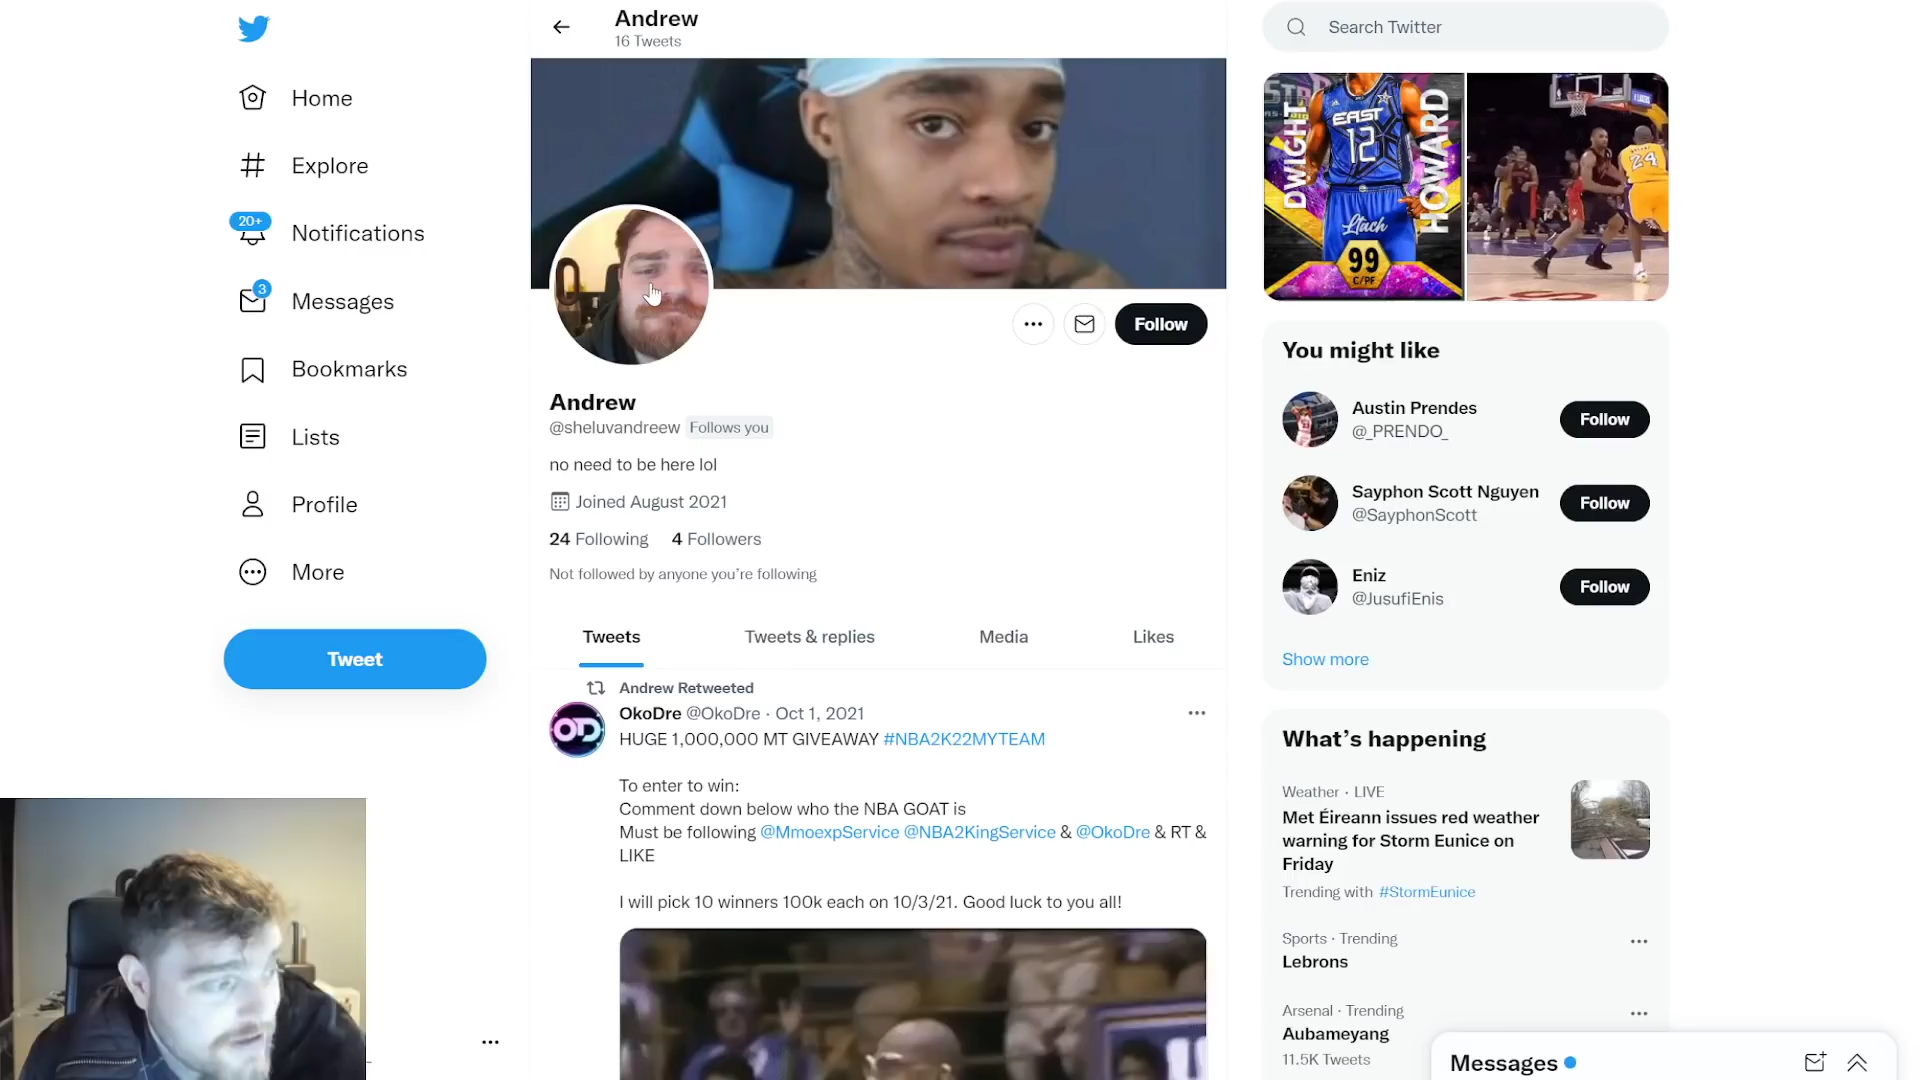 Home
Explore
20+
Notifications
3
Messages
Bookmarks
Lists
Profile
More
Tweet
Andrew
16 Tweets
Follow
Andrew
@sheluvandreew Follows you
no need to be here lol
Joined August 2021
24 Following 4 Followers
Not followed by anyone you’re following
Tweets Tweets & replies Media Likes
Andrew Retweeted
OkoDre @OkoDre · Oct 1, 2021
OD
HUGE 1,000,000 MT GIVEAWAY #NBA2K22MYTEAM
To enter to win:
Comment down below who the NBA GOAT is
Must be following @MmoexpService @NBA2KingService & @OkoDre & RT &
LIKE
I will pick 10 winners 100k each on 10/3/21. Good luck to you all!
Search Twitter
DWIGHT
HOWARD
EAST
12
Ltach
99
C/PF
24
You might like
Austin Prendes
@_PRENDO_
Follow
Sayphon Scott Nguyen
@SayphonScott
Follow
Eniz
@JusufiEnis
Follow
Show more
What’s happening
Weather · LIVE
Met Éireann issues red weather
warning for Storm Eunice on
Friday
Trending with #StormEunice
Sports · Trending
Lebrons
Arsenal · Trending
Aubameyang
11.5K Tweets
Messages